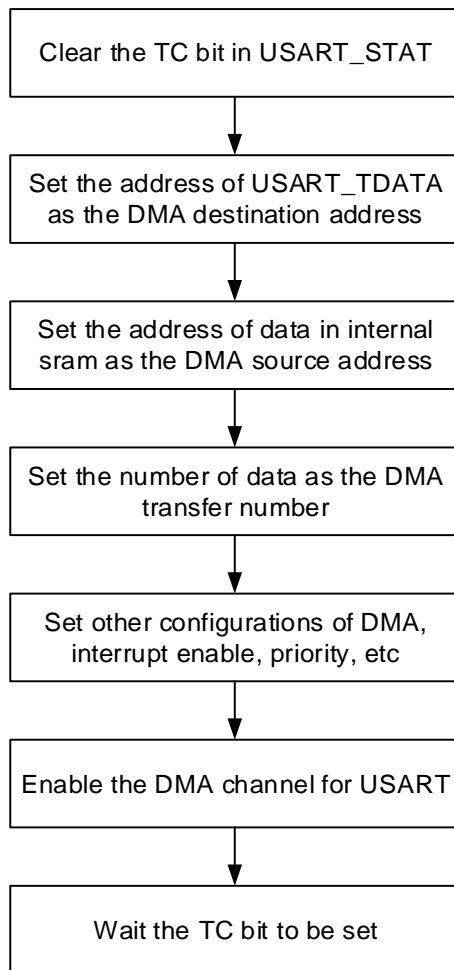 Clear the TC bit in USART_STAT
Set the address of USART_TDATA
as the DMA destination address
Set the address of data in internal
sram as the DMA source address
Set the number of data as the DMA
transfer number
Set other configurations of DMA,
interrupt enable, priority, etc
Enable the DMA channel for USART
Wait the TC bit to be set